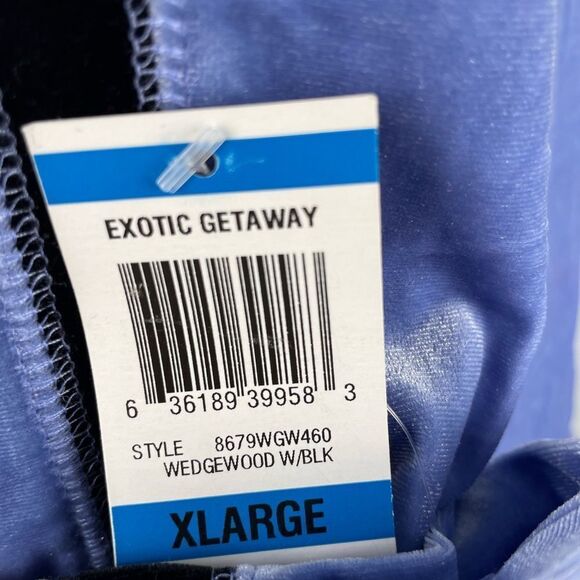 EXOTIC GETAWAY
6 36189 39958 3
STYLE 8679WGW460
WEDGEWOOD W/BLK
XLARGE